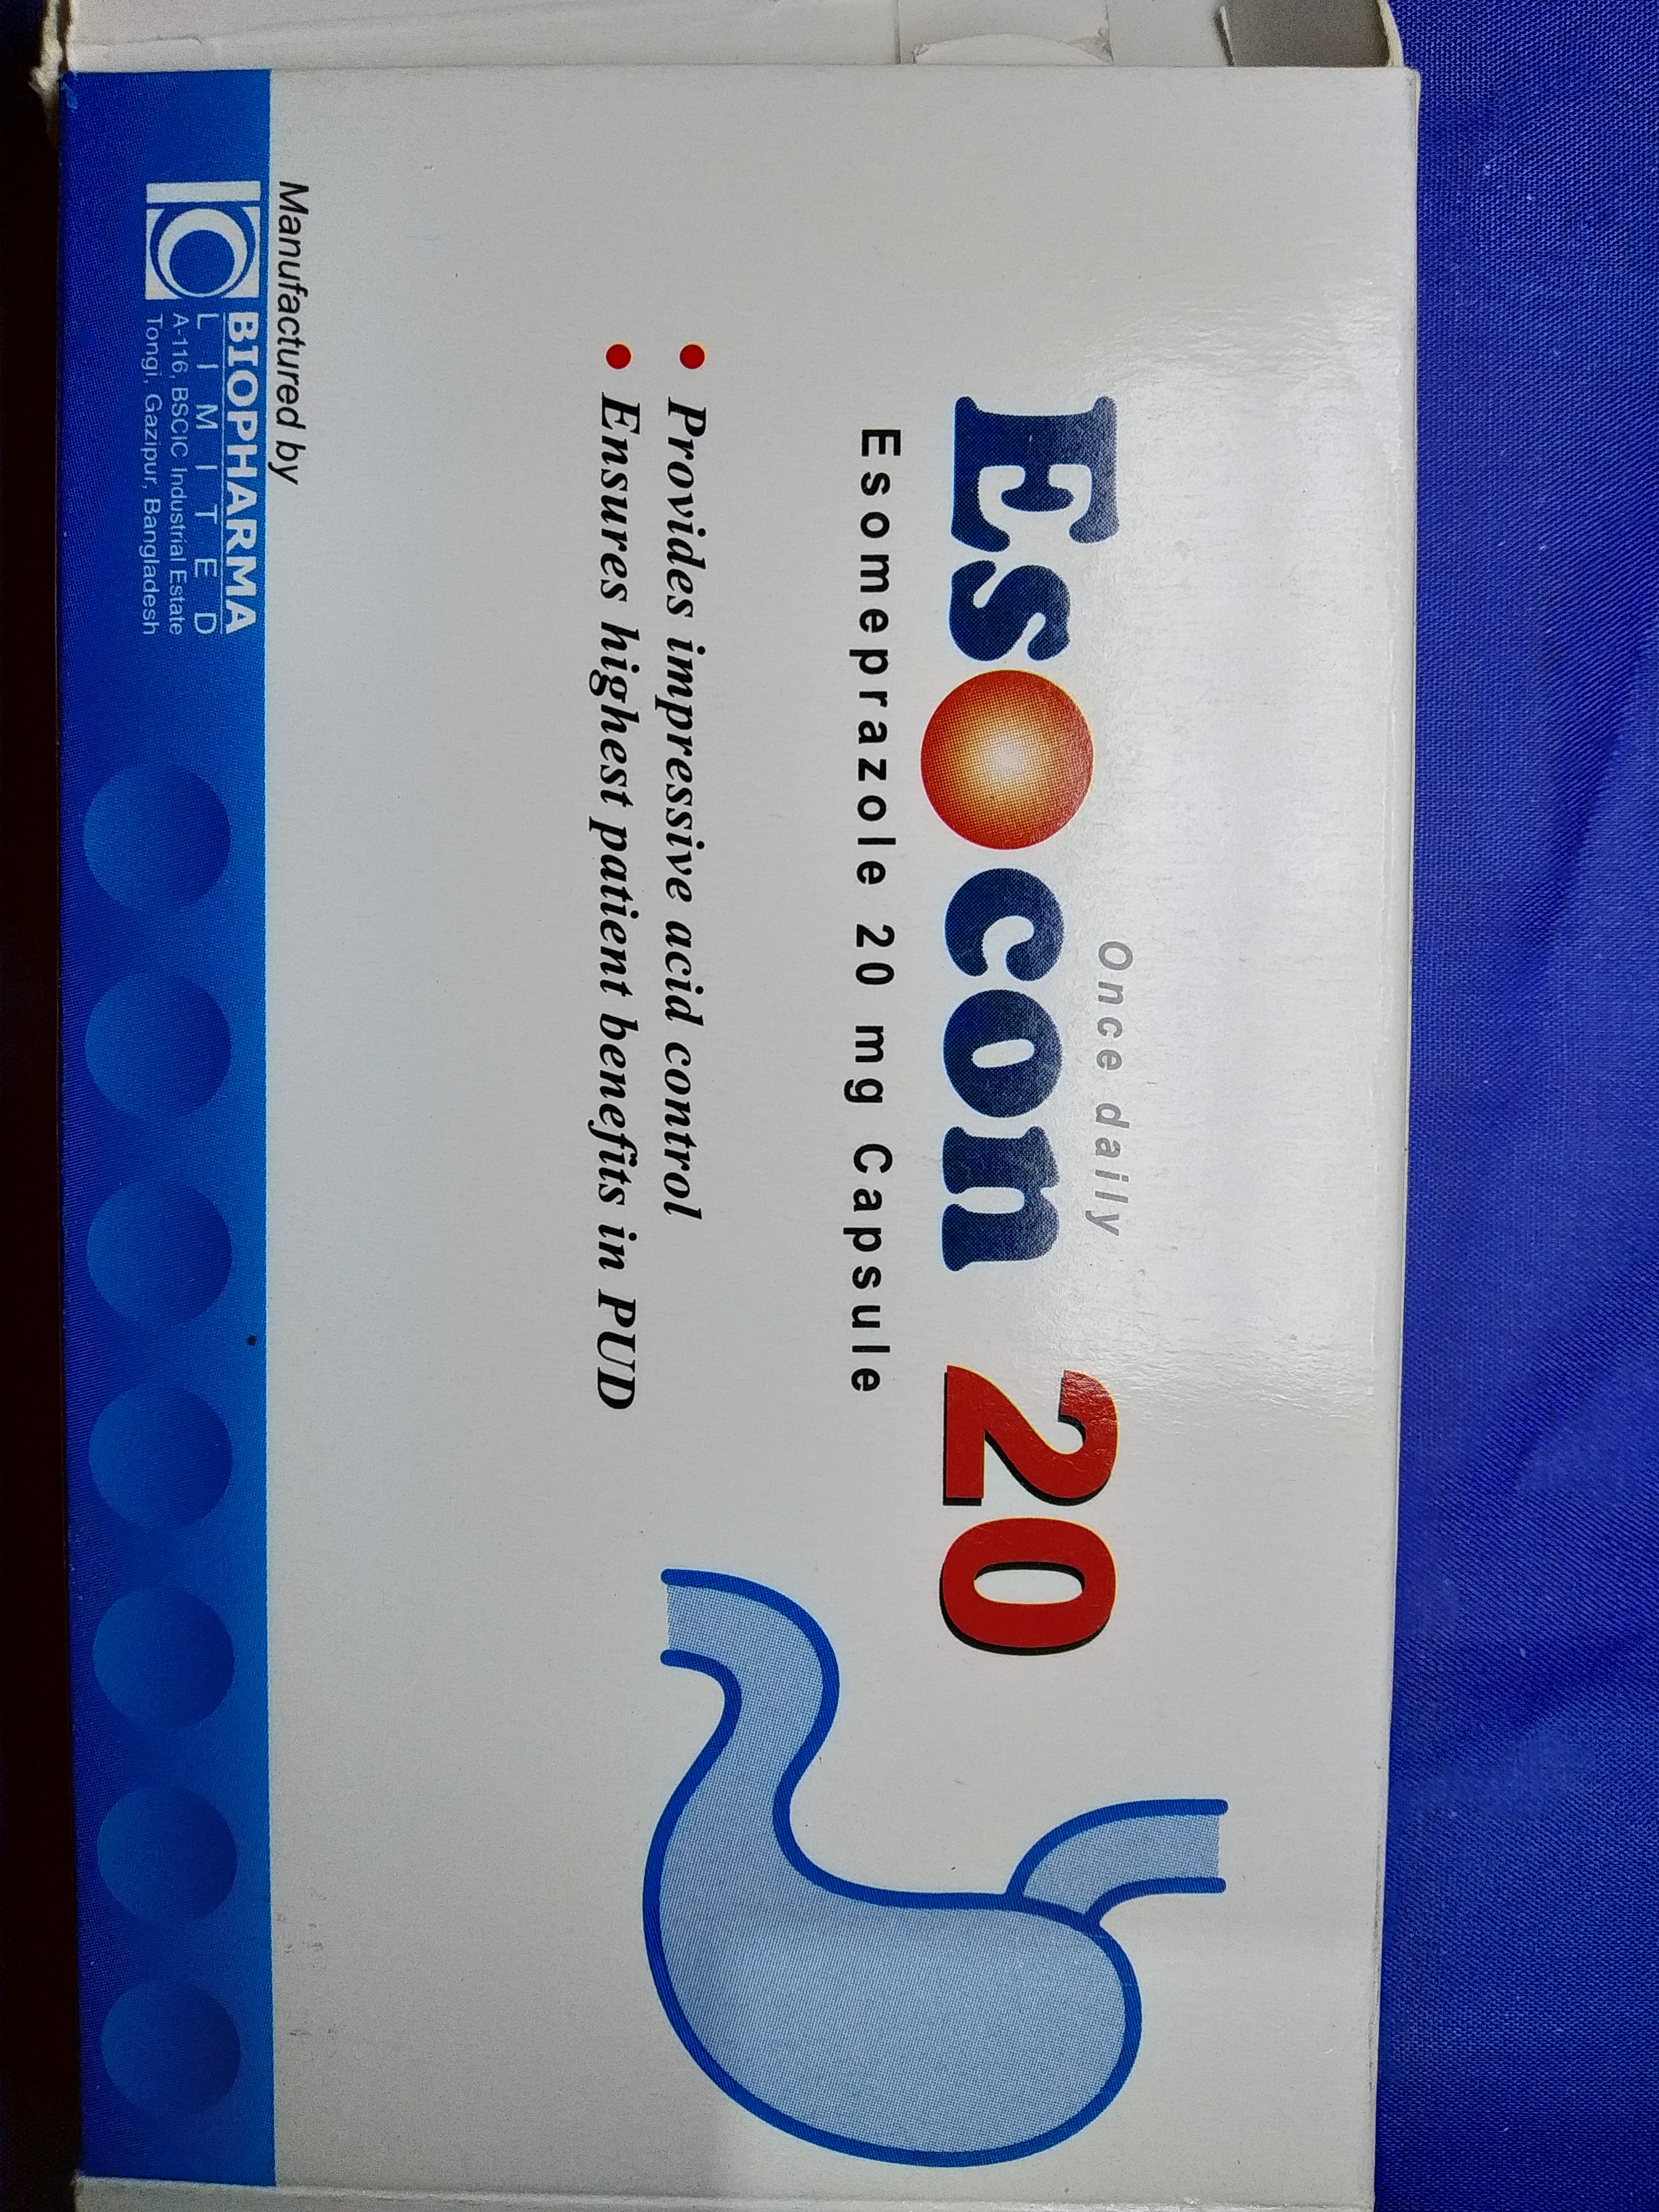 Once daily
Esocon 20
Esomeprazole 20 mg Capsule
• Provides impressive acid control
• Ensures highest patient benefits in PUD
Manufactured by
BIOPHARMA
LIMITED
A-116, BSCIC Industrial Estate
Tongi, Gazipur, Bangladesh